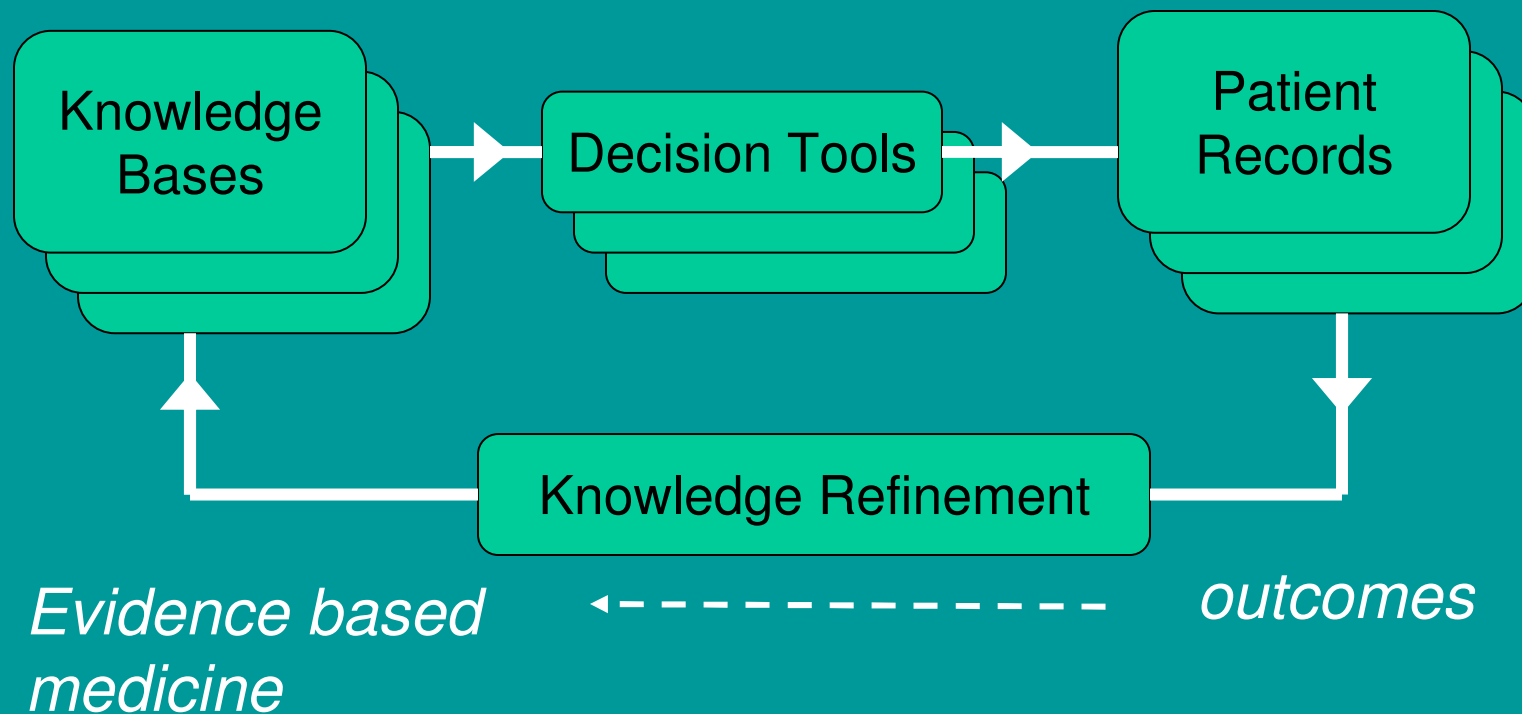 Knowledge
Bases
Decision Tools
Patient
Records
Knowledge Refinement
Evidence based
medicine
outcomes